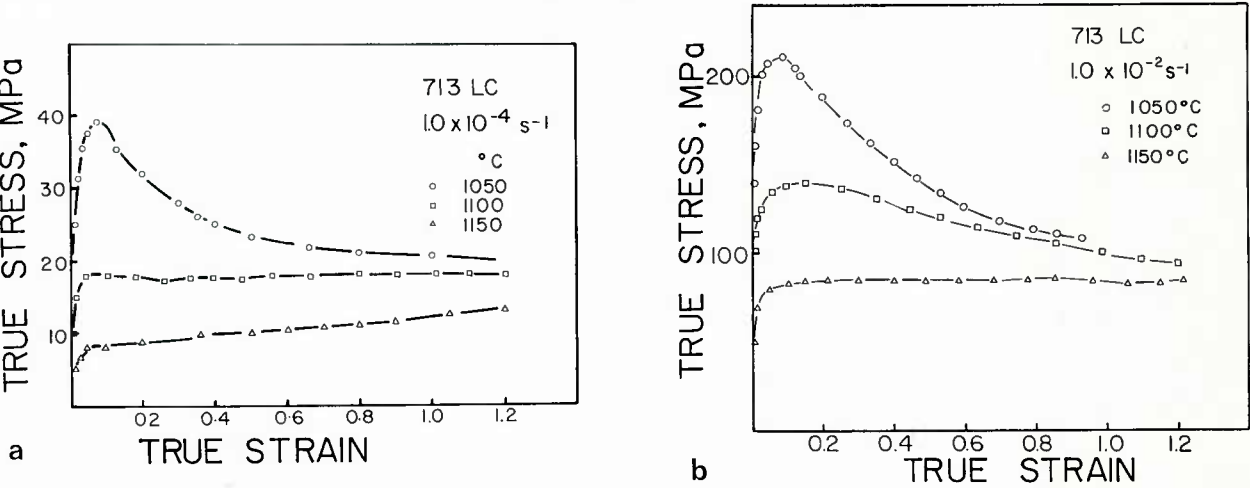 TRUE STRESS, MPa
40
30
20
10
713 LC
1.0 x 10-4 s-1
°C
1050
1100
1150
02
0.4
0.6
0.8
1.0
1.2
TRUE STRAIN
a
TRUE STRESS, MPa
200
100
713 LC
1.0 x 10-2 s-1
1050°C
1100°C
1150°C
0.2
0.4
0.6
0.8
1.0
1.2
TRUE STRAIN
b